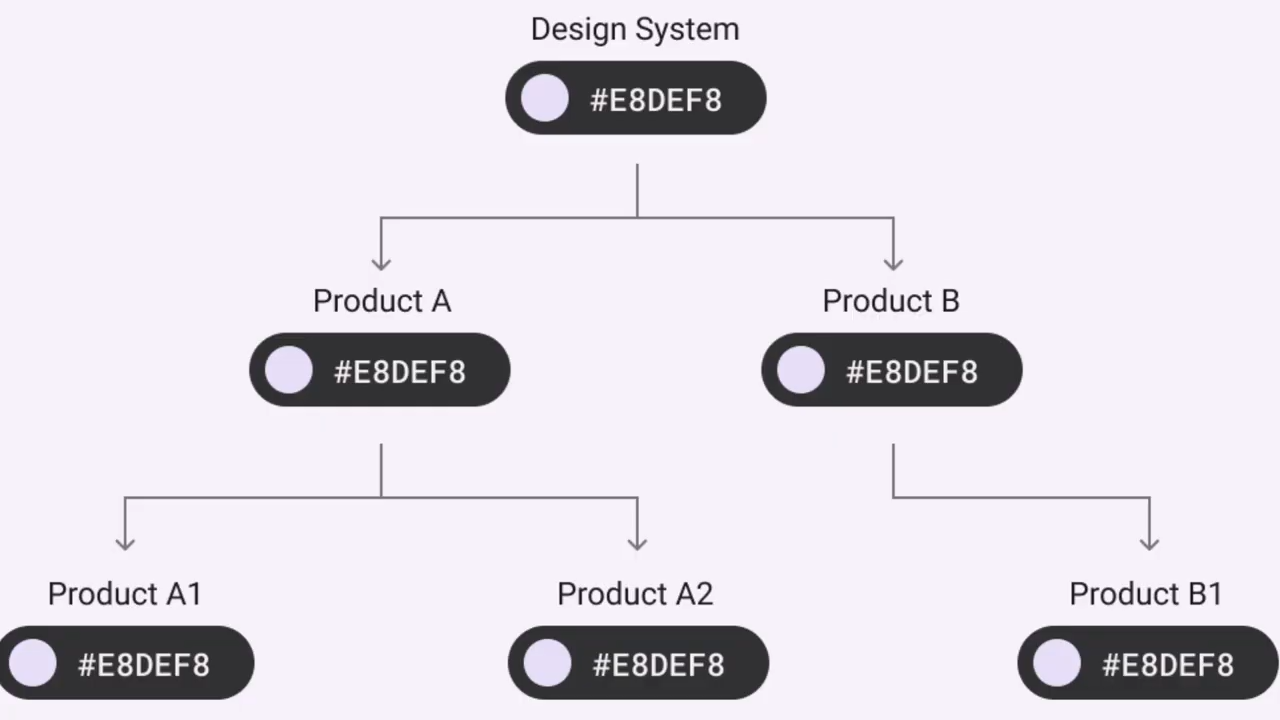 Design System
#E8DEF8
Product A
Product B
#E8DEF8
#E8DEF8
Product A1
Product A2
Product B1
#E8DEF8
#E8DEF8
#E8DEF8